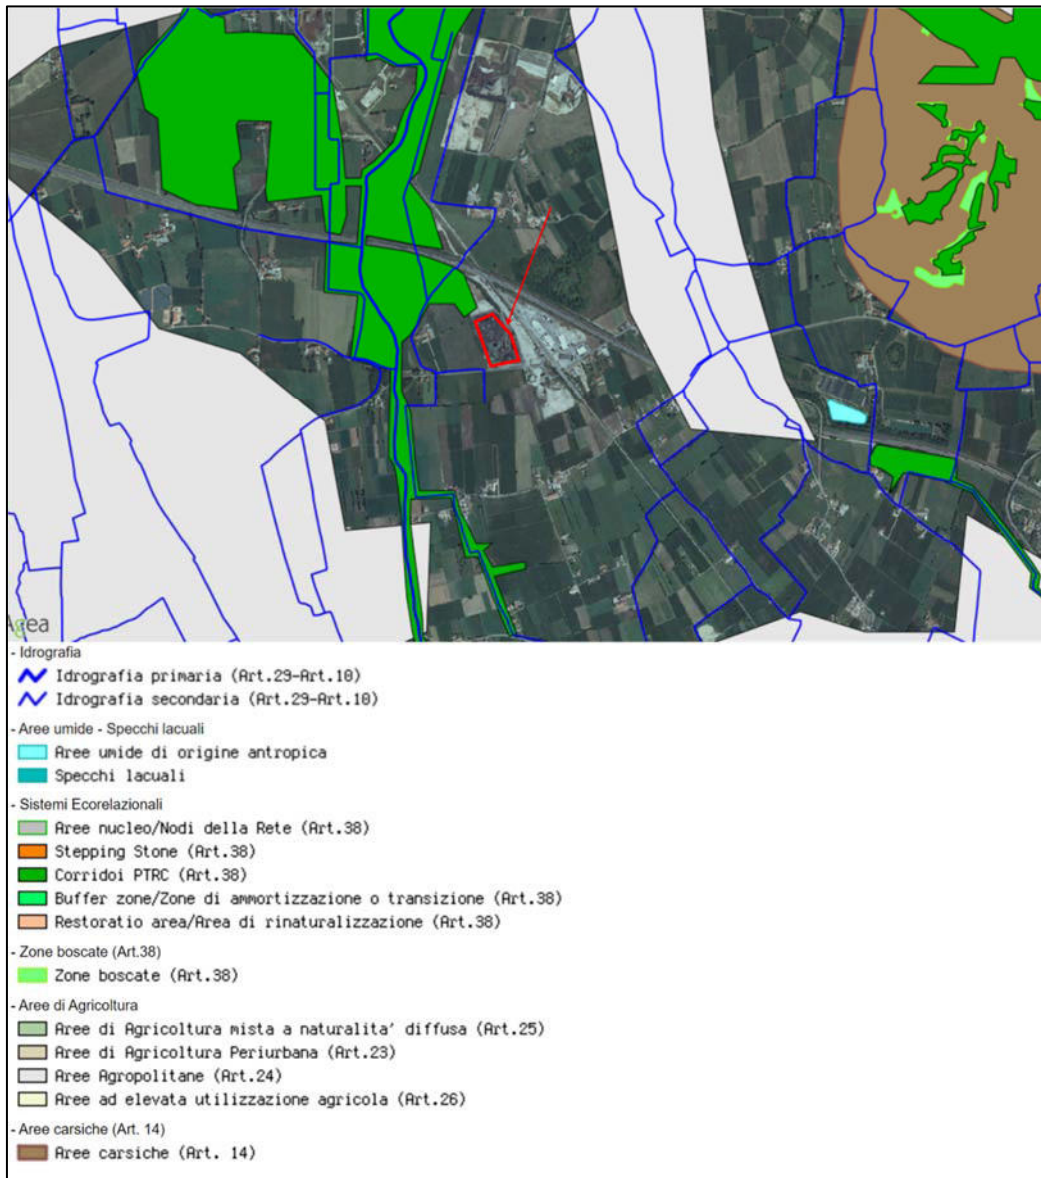 Agea
- Idrografia
Idrografia primaria (Art.29-Art.10)
Idrografia secondaria (Art.29-Art.10)
- Aree umide - Specchi lacuali
Aree umide di origine antropica
Specchi lacuali
- Sistemi Ecorelazionali
Aree nucleo/Nodi della Rete (Art.38)
Stepping Stone (Art.38)
Corridoi PTRC (Art.38)
Buffer zone/Zone di ammortizzazione o transizione (Art.38)
Restoratio area/Area di rinaturalizzazione (Art.38)
- Zone boscate (Art.38)
Zone boscate (Art.38)
- Aree di Agricoltura
Aree di Agricoltura mista a naturalita' diffusa (Art.25)
Aree di Agricoltura Periurbana (Art.23)
Aree Agropolitane (Art.24)
Aree ad elevata utilizzazione agricola (Art.26)
- Aree carsiche (Art. 14)
Aree carsiche (Art. 14)